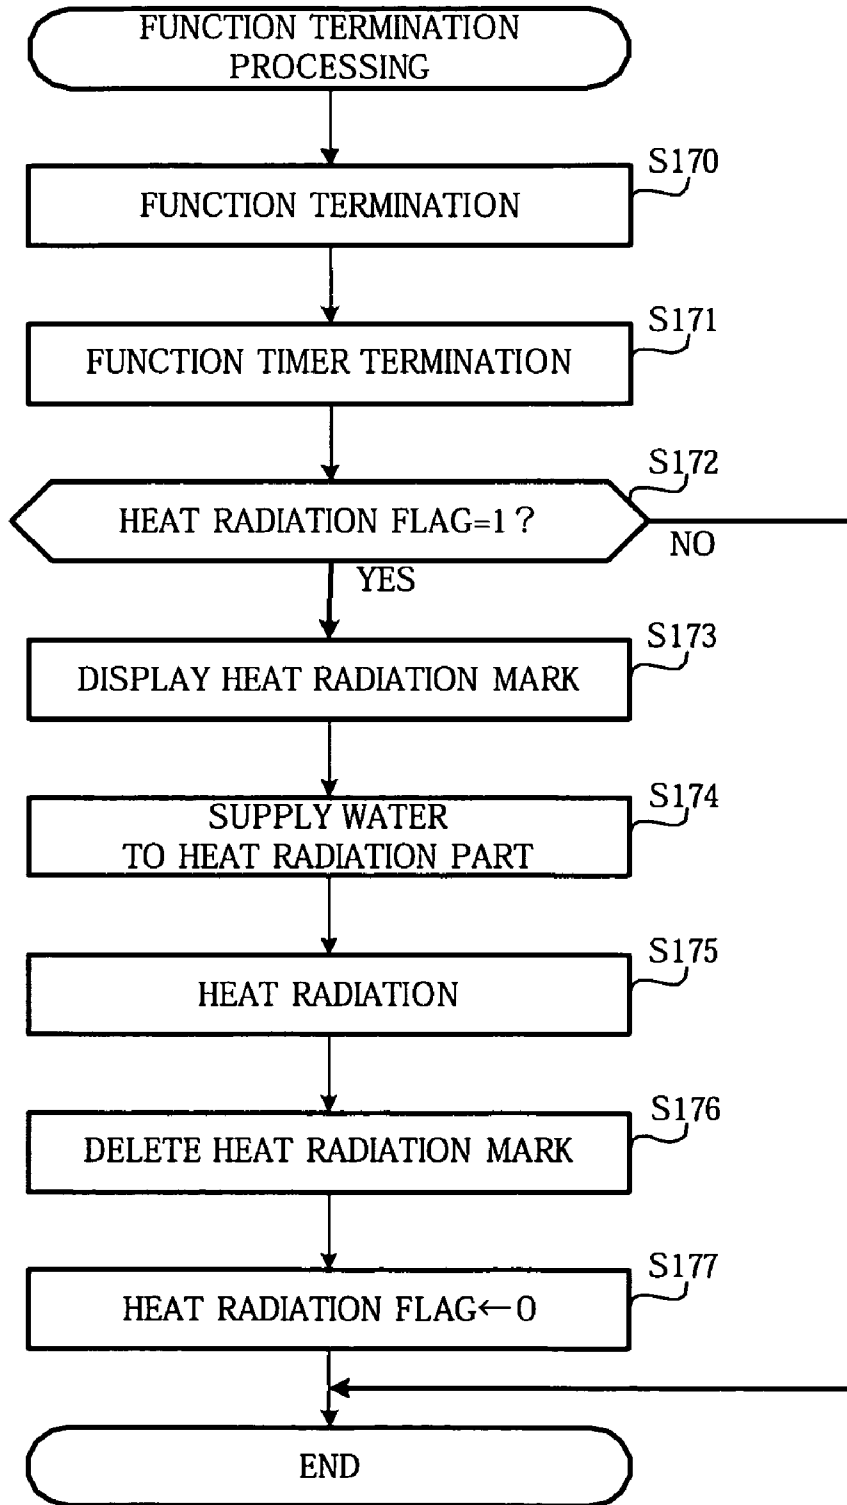 FUNCTION TERMINATION
PROCESSING
S170
FUNCTION TERMINATION
S171
FUNCTION TIMER TERMINATION
S172
HEAT RADIATION FLAG=1?
NO
YES
S173
DISPLAY HEAT RADIATION MARK
S174
SUPPLY WATER
TO HEAT RADIATION PART
S175
HEAT RADIATION
S176
DELETE HEAT RADIATION MARK
S177
HEAT RADIATION FLAG←0
END